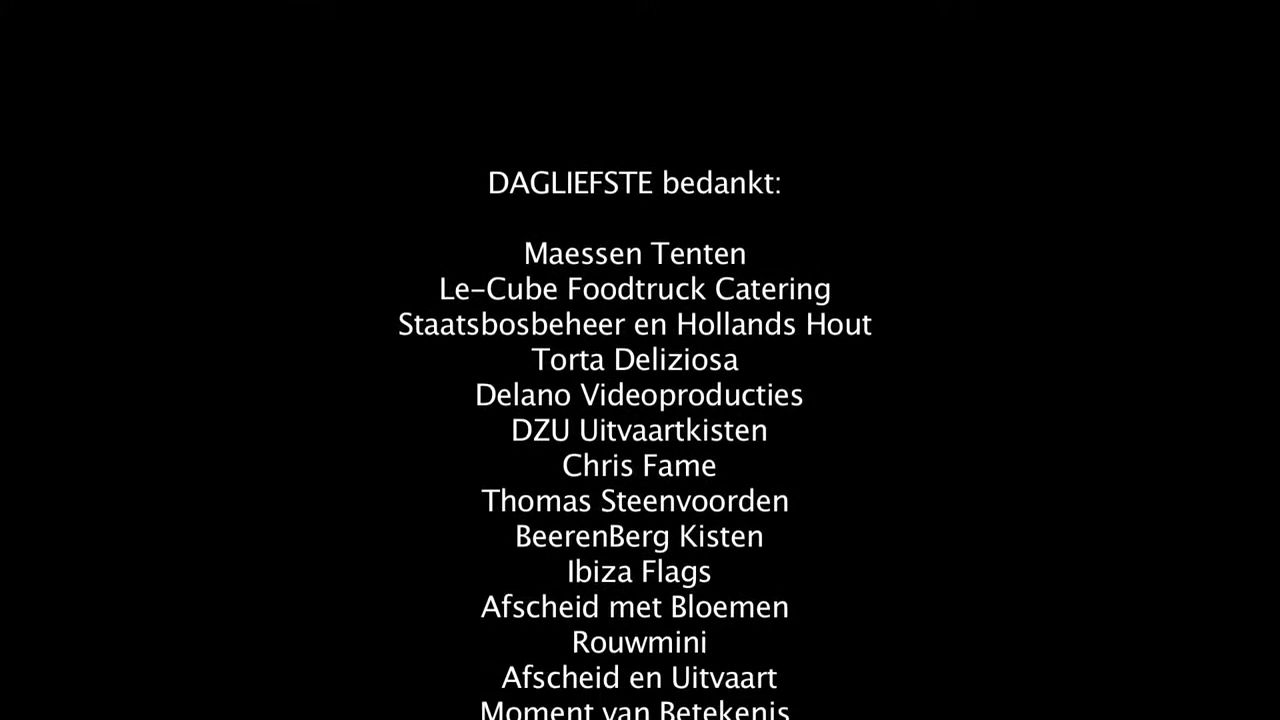 DAGLIEFSTE bedankt:
Maessen Tenten
Le-Cube Foodtruck Catering
Staatsbosbeheer en Hollands Hout
Torta Deliziosa
Delano Videoproducties
DZU Uitvaartkisten
Chris Fame
Thomas Steenvoorden
BeerenBerg Kisten
Ibiza Flags
Afscheid met Bloemen
Rouwmini
Afscheid en Uitvaart
Moment van Betekenis